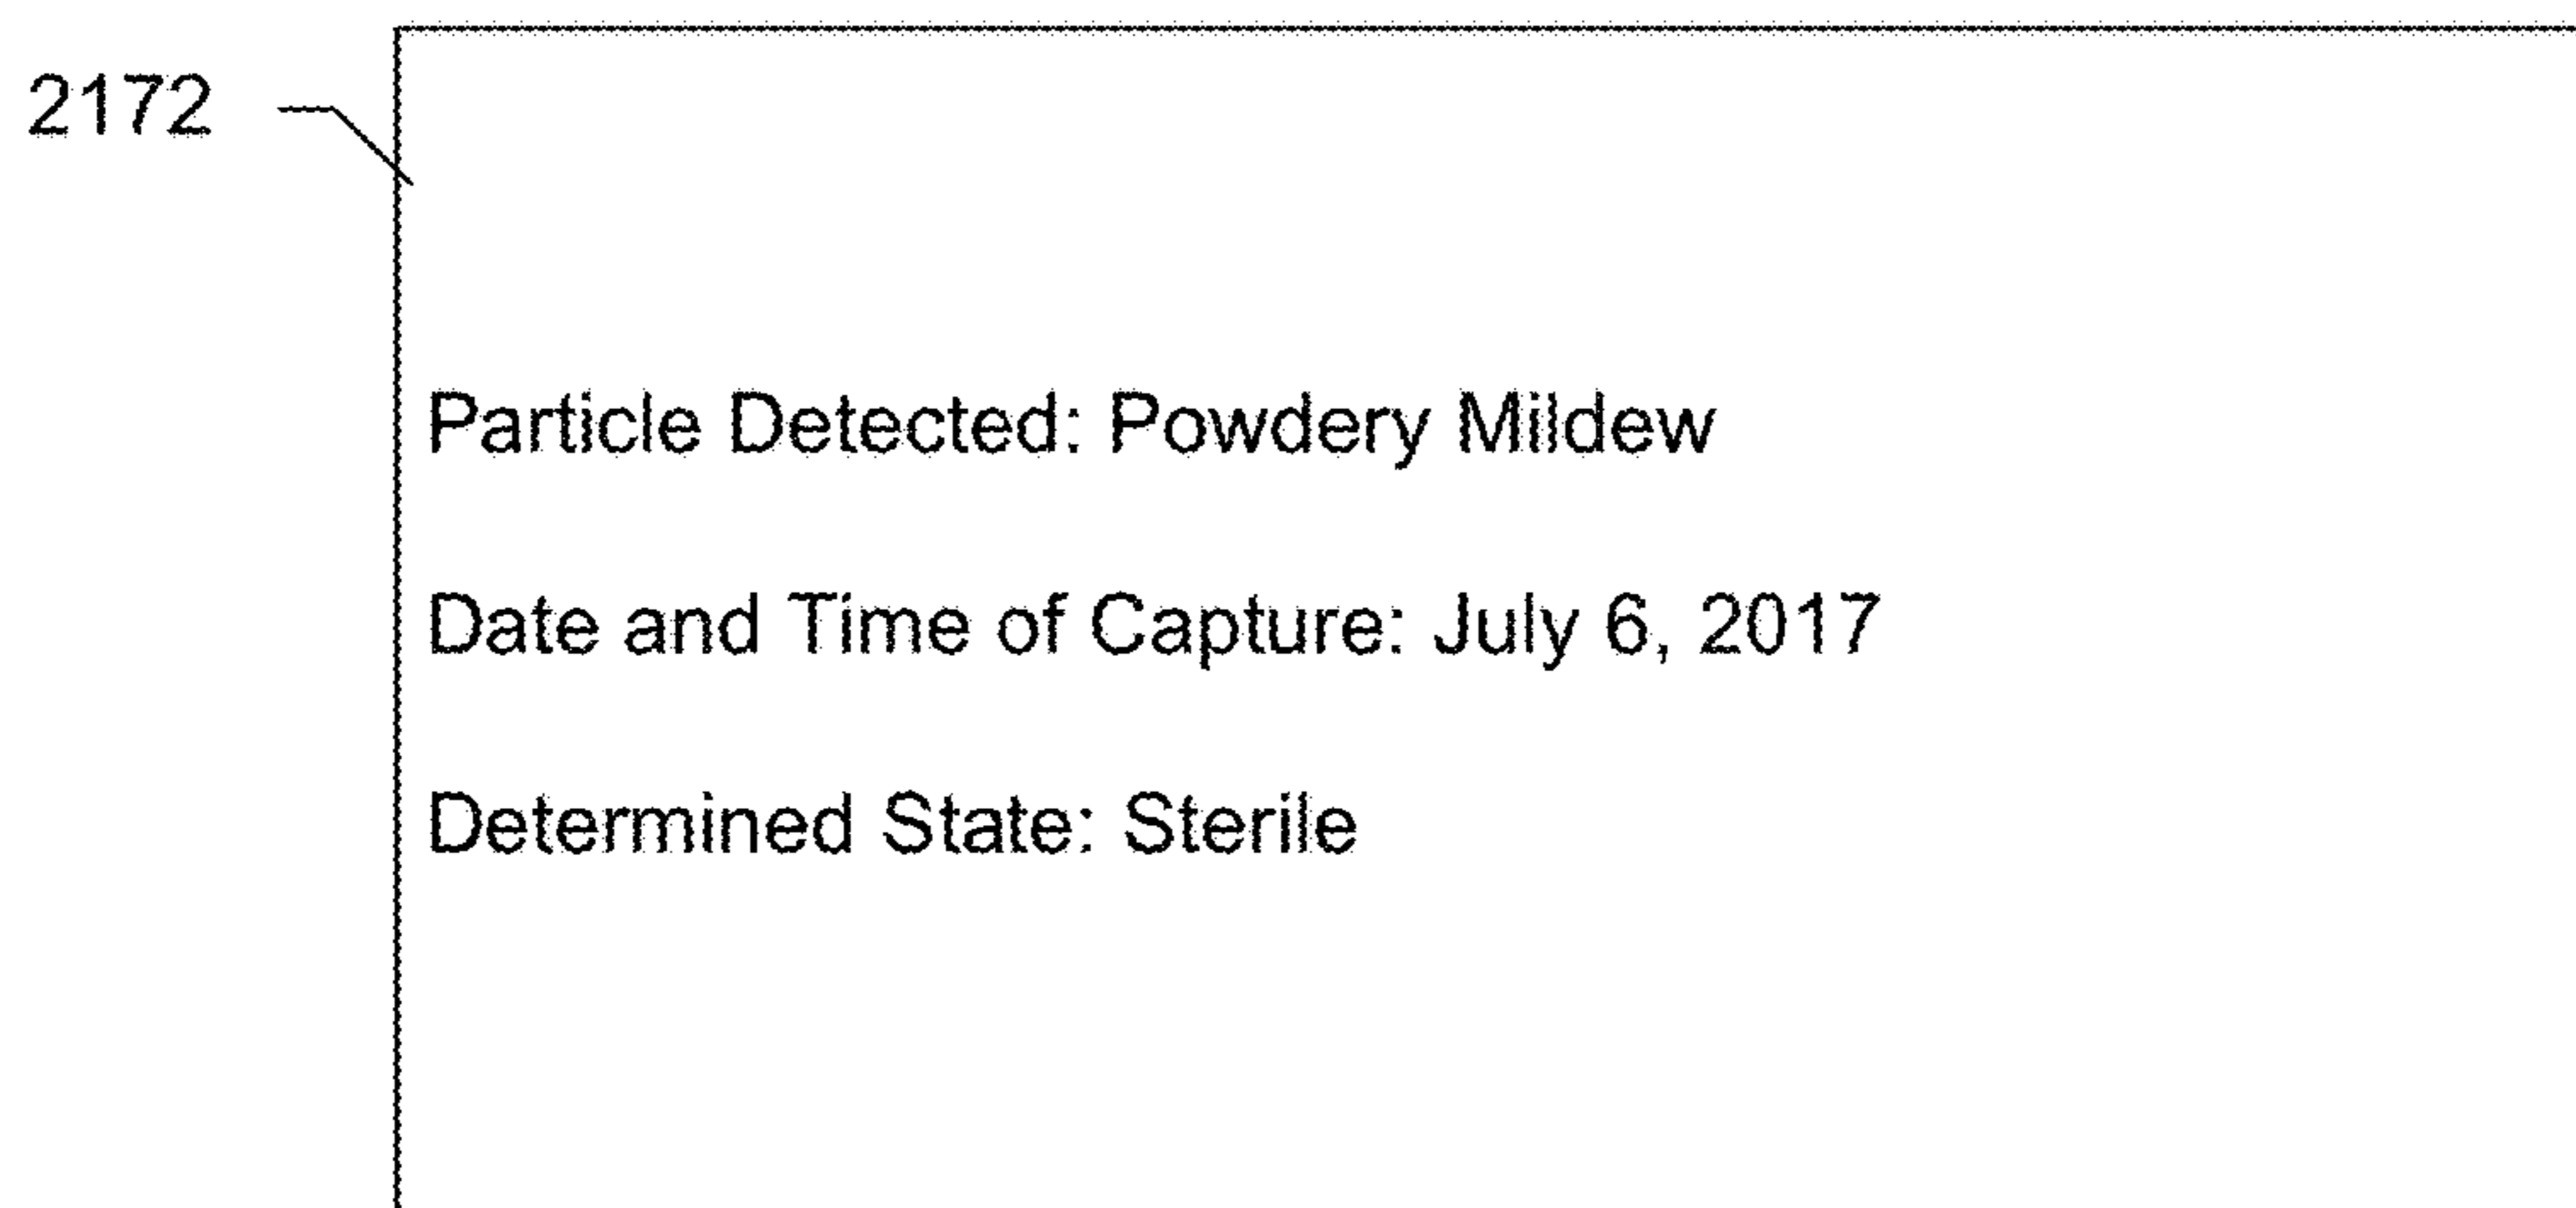 2172
Particle Detected: Powdery Mildew
Date and Time of Capture: July 6, 2017
Determined State: Sterile